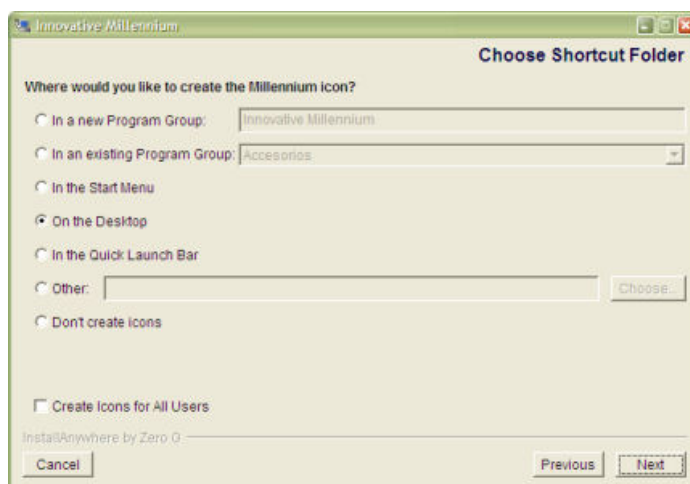 Innovative Millennium
Choose Shortcut Folder
Where would you like to create the Millennium icon?
In a new Program Group: Innovative Millennium
In an existing Program Group: Accesorios
In the Start Menu
On the Desktop
In the Quick Launch Bar
Other: Choose...
Don't create icons
Create Icons for All Users
InstallAnywhere by Zero G
Cancel Previous Next